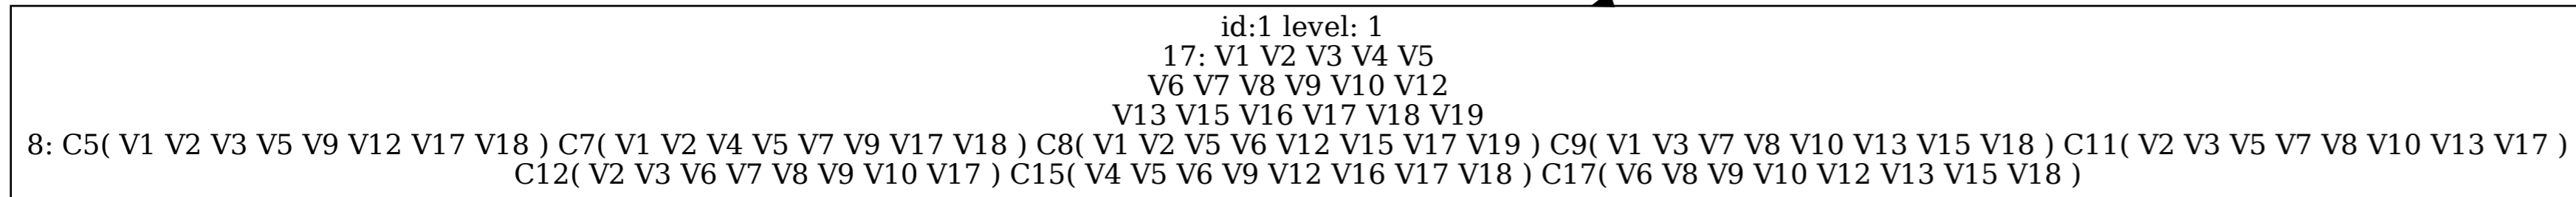 id:1 level: 1
17: V1 V2 V3 V4 V5
V6 V7 V8 V9 V10 V12
V13 V15 V16 V17 V18 V19
8: C5( V1 V2 V3 V5 V9 V12 V17 V18 ) C7( V1 V2 V4 V5 V7 V9 V17 V18 ) C8( V1 V2 V5 V6 V12 V15 V17 V19 ) C9( V1 V3 V7 V8 V10 V13 V15 V18 ) C11( V2 V3 V5 V7 V8 V10 V13 V17 )
C12( V2 V3 V6 V7 V8 V9 V10 V17 ) C15( V4 V5 V6 V9 V12 V16 V17 V18 ) C17( V6 V8 V9 V10 V12 V13 V15 V18 )